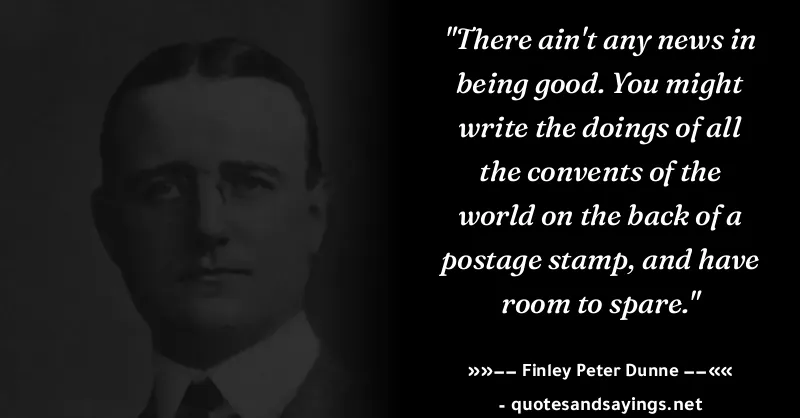 "There ain't any news in
being good. You might
write the doings of all
the convents of the
world on the back of a
postage stamp, and have
room to spare."
»»–– Finley Peter Dunne ––««
- quotesandsayings.net